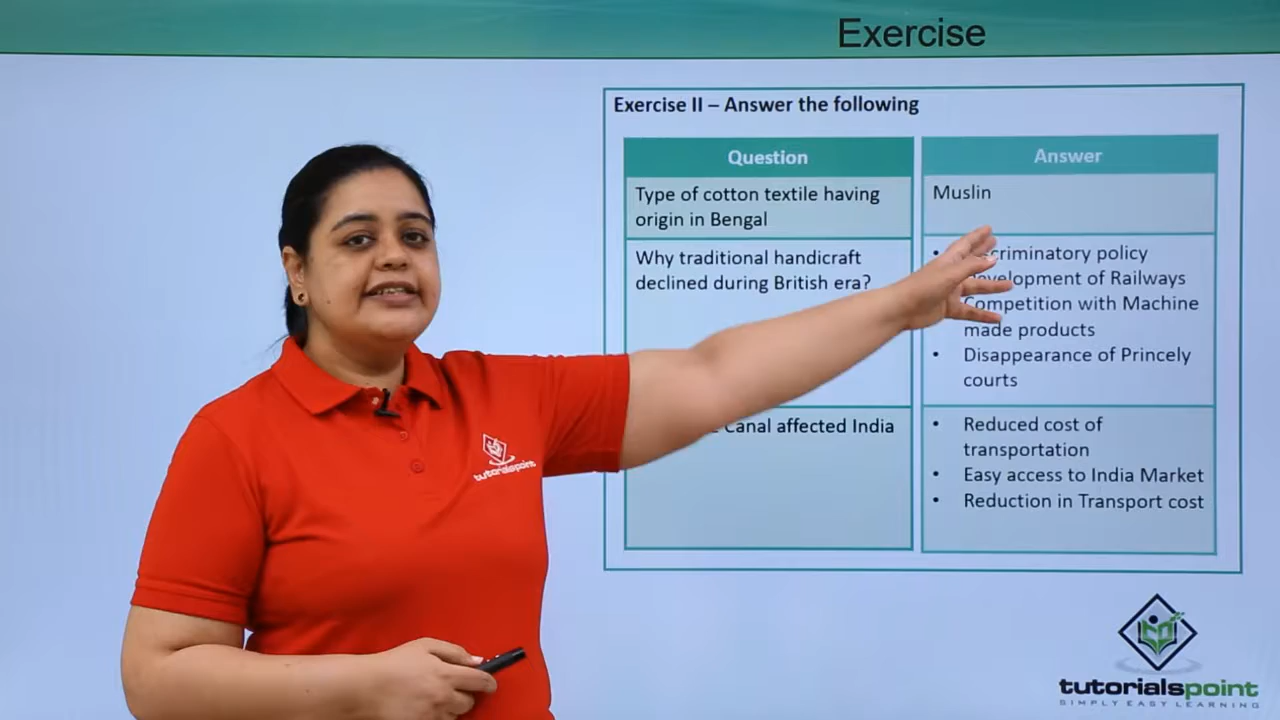 Exercise
Exercise II – Answer the following
Question
Answer
Type of cotton textile having
origin in Bengal
Muslin
Why traditional handicraft
declined during British era?
• criminatory policy
velopment of Railways
Competition with Machine
made products
• Disappearance of Princely
courts
Canal affected India
• Reduced cost of
transportation
• Easy access to India Market
• Reduction in Transport cost
tutorialspoint
tutorialspoint
SIMPLY EASY LEARNING